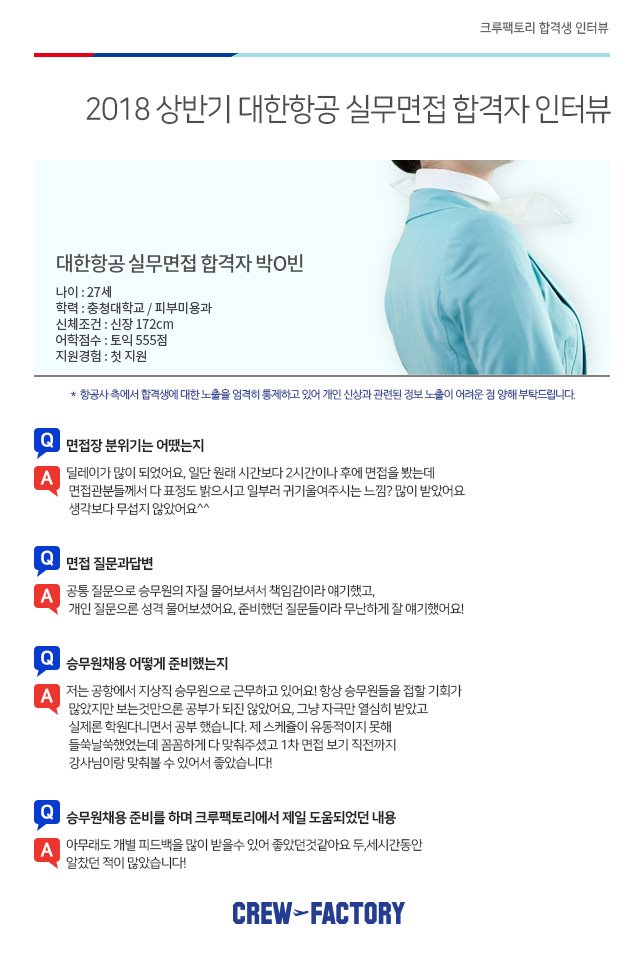 크루팩토리 합격생 인터뷰
2018 상반기 대한항공 실무면접 합격자 인터뷰
대한항공 실무면접 합격자 박O빈
나이 : 27세
학력 : 충청대학교 / 피부미용과
신체조건 : 신장 172cm
어학점수 : 토익 555점
지원경험 : 첫 지원
* 항공사 측에서 합격생에 대한 노출을 엄격히 통제하고 있어 개인 신상과 관련된 정보 노출이 어려운 점 양해 부탁드립니다.
Q 면접장 분위기는 어땠는지
A 딜레이가 많이 되었어요, 일단 원래 시간보다 2시간이나 후에 면접을 봤는데
면접관분들께서 다 표정도 밝으시고 일부러 귀기울여주시는 느낌? 많이 받았어요
생각보다 무섭지 않았어요^^
Q 면접 질문과답변
A 공통 질문으로 승무원의 자질 물어보셔서 책임감이라 얘기했고,
개인 질문으론 성격 물어보셨어요, 준비했던 질문들이라 무난하게 잘 얘기했어요!
Q 승무원채용 어떻게 준비했는지
A 저는 공항에서 지상직 승무원으로 근무하고 있어요! 항상 승무원들을 접할 기회가
많았지만 보는것만으론 공부가 되진 않았어요, 그냥 자극만 열심히 받았고
실제론 학원다니면서 공부 했습니다. 제 스케쥴이 유동적이지 못해
들쑥날쑥했었는데 꼼꼼하게 다 맞춰주셨고 1차 면접 보기 직전까지
강사님이랑 맞춰볼 수 있어서 좋았습니다!
Q 승무원채용 준비를 하며 크루팩토리에서 제일 도움되었던 내용
A 아무래도 개별 피드백을 많이 받을수 있어 좋았던것같아요 두,세시간동안
알찼던 적이 많았습니다!
CREW FACTORY